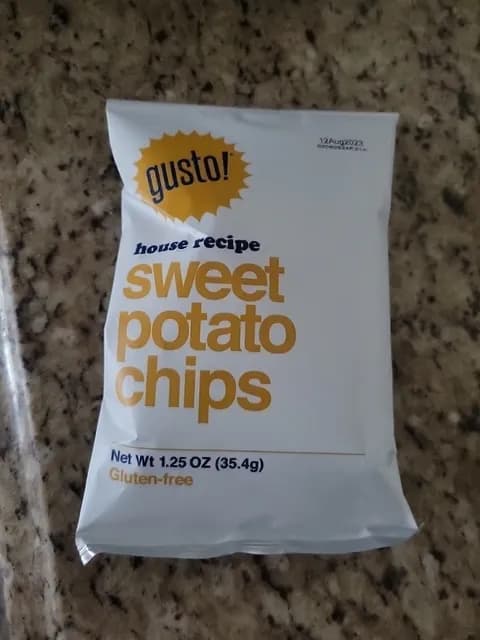 gusto!
12Aug2023
house recipe
sweet
potato
chips
Net Wt 1.25 OZ (35.4g)
Gluten-free